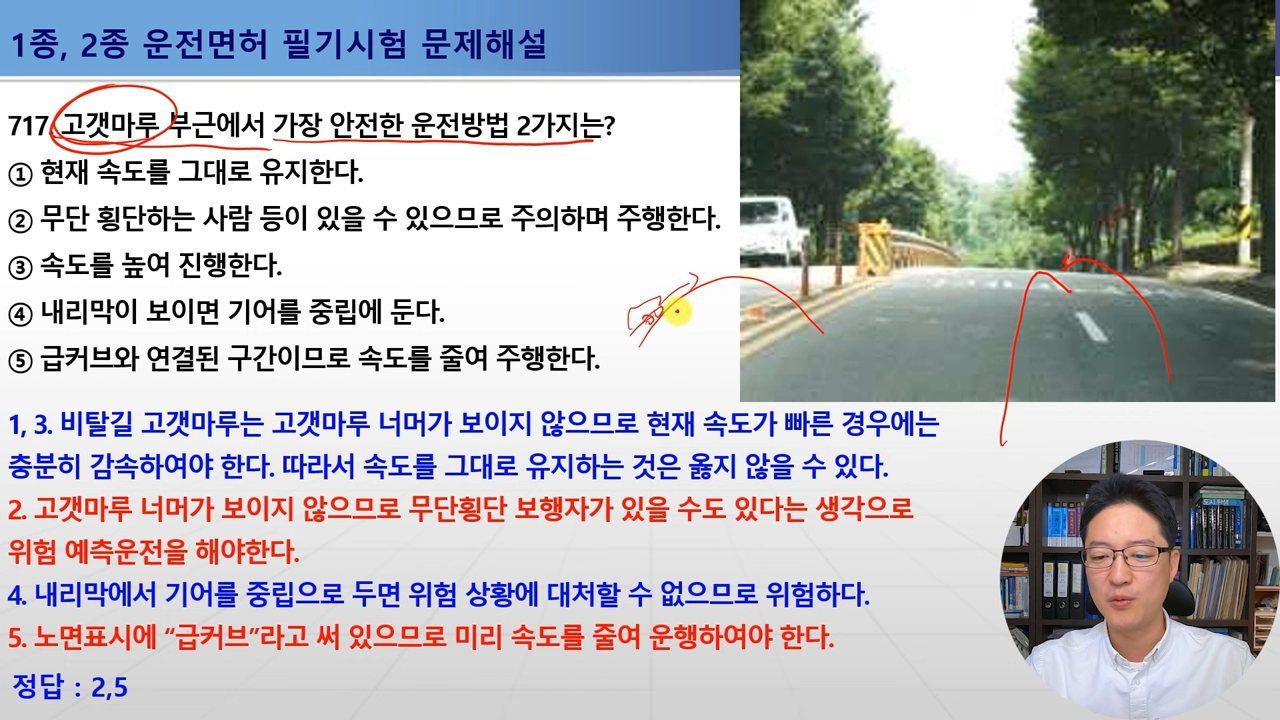 1종, 2종 운전면허 필기시험 문제해설
717. 고갯마루 부근에서 가장 안전한 운전방법 2가지는?
① 현재 속도를 그대로 유지한다.
② 무단 횡단하는 사람 등이 있을 수 있으므로 주의하며 주행한다.
③ 속도를 높여 진행한다.
④ 내리막이 보이면 기어를 중립에 둔다.
⑤ 급커브와 연결된 구간이므로 속도를 줄여 주행한다.
1, 3. 비탈길 고갯마루는 고갯마루 너머가 보이지 않으므로 현재 속도가 빠른 경우에는
충분히 감속하여야 한다. 따라서 속도를 그대로 유지하는 것은 옳지 않을 수 있다.
2. 고갯마루 너머가 보이지 않으므로 무단횡단 보행자가 있을 수도 있다는 생각으로
위험 예측운전을 해야한다.
4. 내리막에서 기어를 중립으로 두면 위험 상황에 대처할 수 없으므로 위험하다.
5. 노면표시에 “급커브”라고 써 있으므로 미리 속도를 줄여 운행하여야 한다.
정답 : 2,5